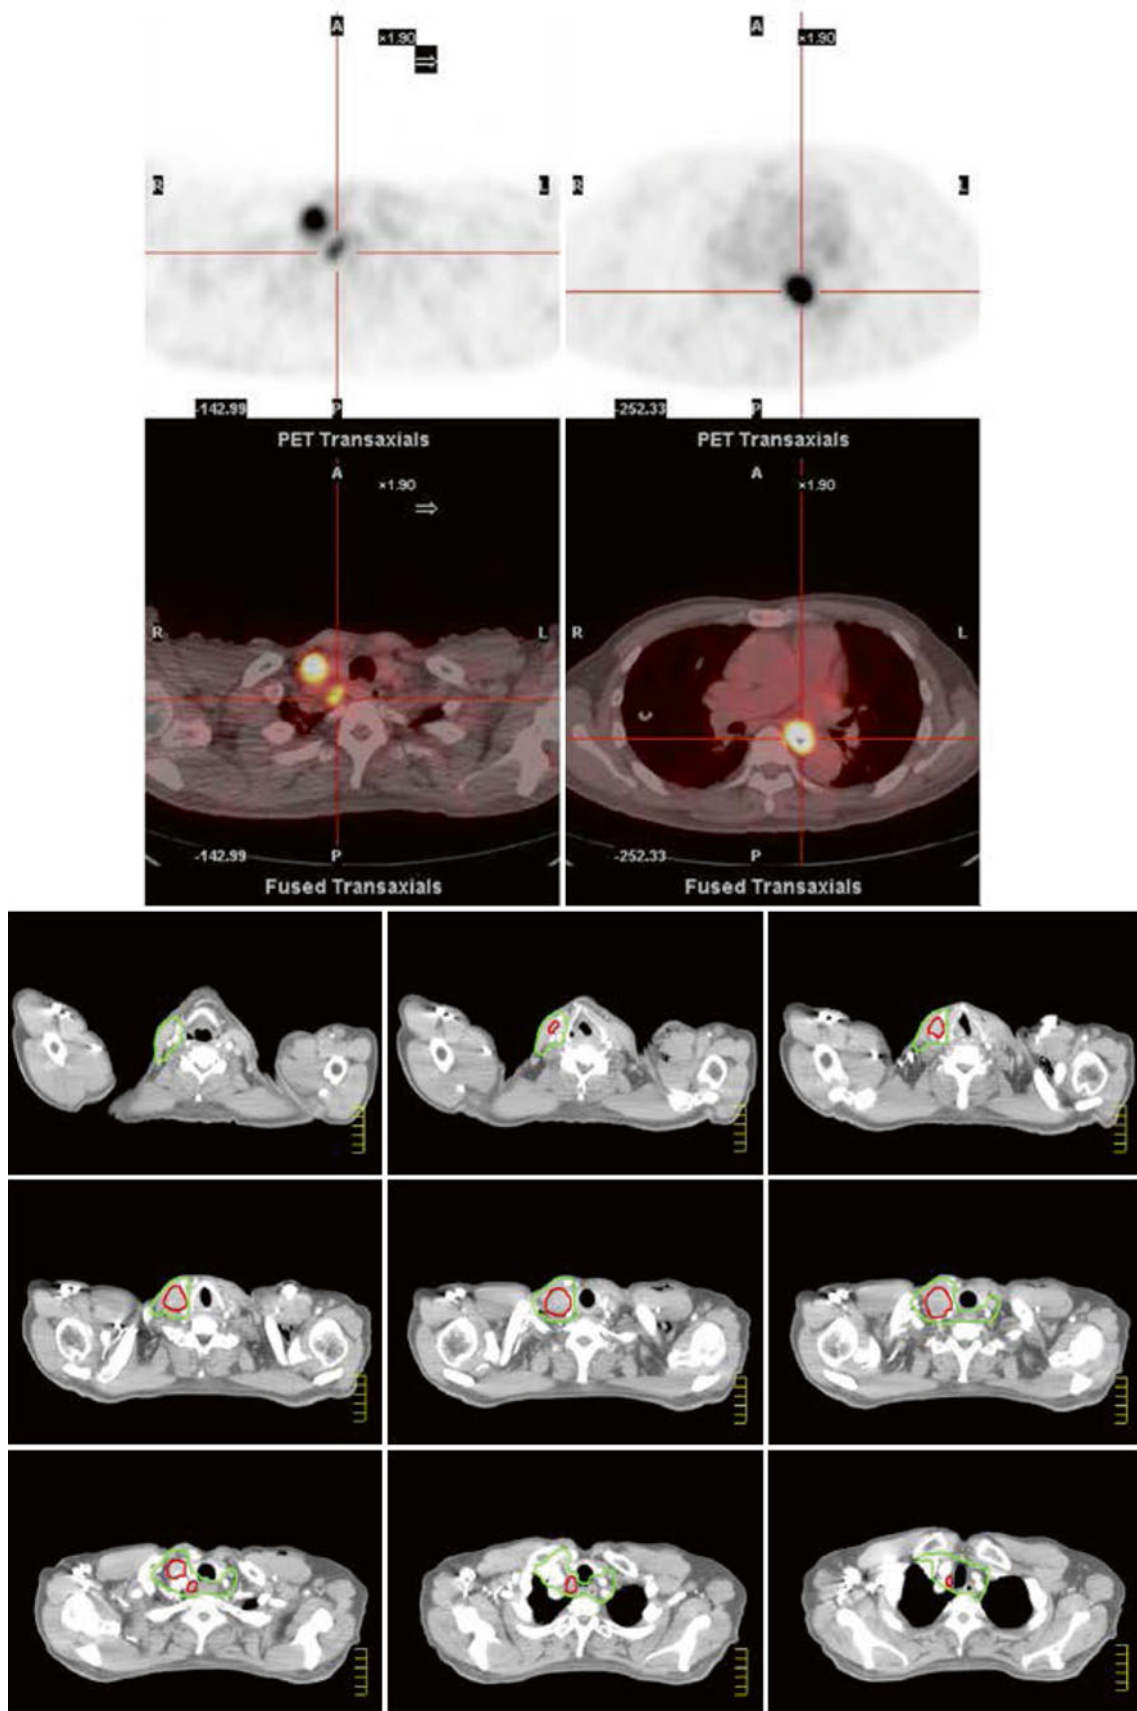 A
×1.90
⇒
R
L
-142.99
P
PET Transaxials
A
×1.90
R
L
-252.33
P
PET Transaxials
A
×1.90
⇒
R
L
-142.99
P
Fused Transaxials
A
×1.90
R
L
-252.33
P
Fused Transaxials